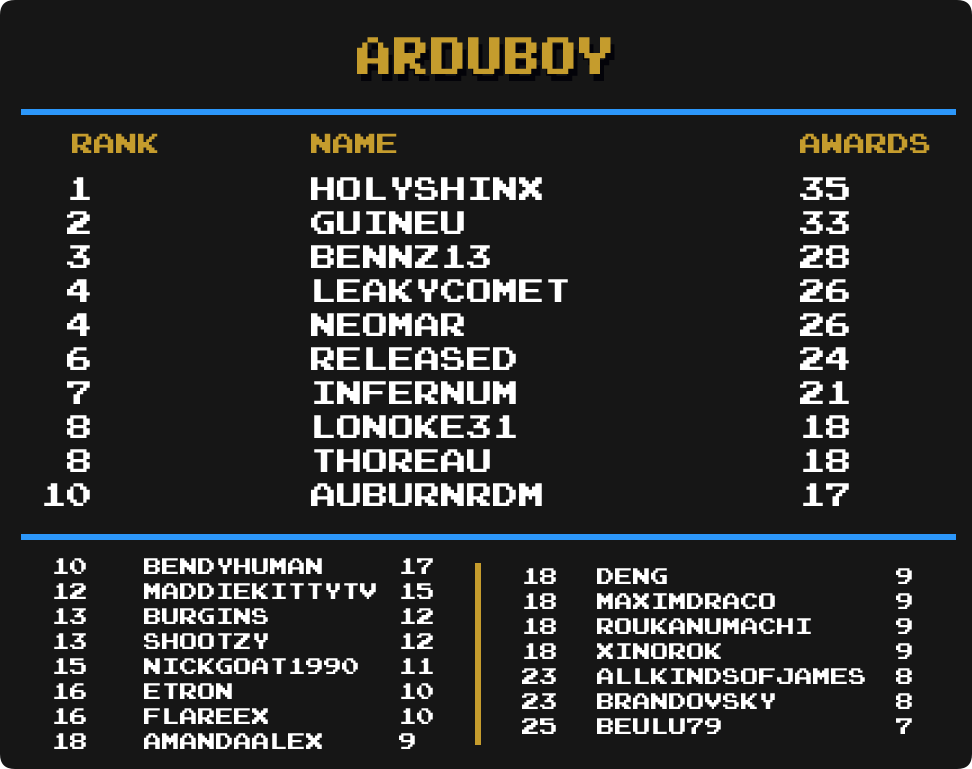 ARDUBOY
RANK NAME AWARDS
1 HOLYSHINX 35
2 GUINEU 33
3 BENNZ13 28
4 LEAKYCOMET 26
4 NEOMAR 26
6 RELEASED 24
7 INFERNUM 21
8 LONOKE31 18
8 THOREAU 18
10 AUBURNRDM 17
10 BENDYHUMAN 17
12 MADDIEKITTYTV 15
13 BURGINS 12
13 SHOOTZY 12
15 NICKGOAT1990 11
16 ETRON 10
16 FLAREEX 10
18 AMANDAALEX 9
18 DENG 9
18 MAXIMDRACO 9
18 ROUKANUMACHI 9
18 XINOROK 9
23 ALLKINDSOFJAMES 8
23 BRANDOVSKY 8
25 BEULU79 7